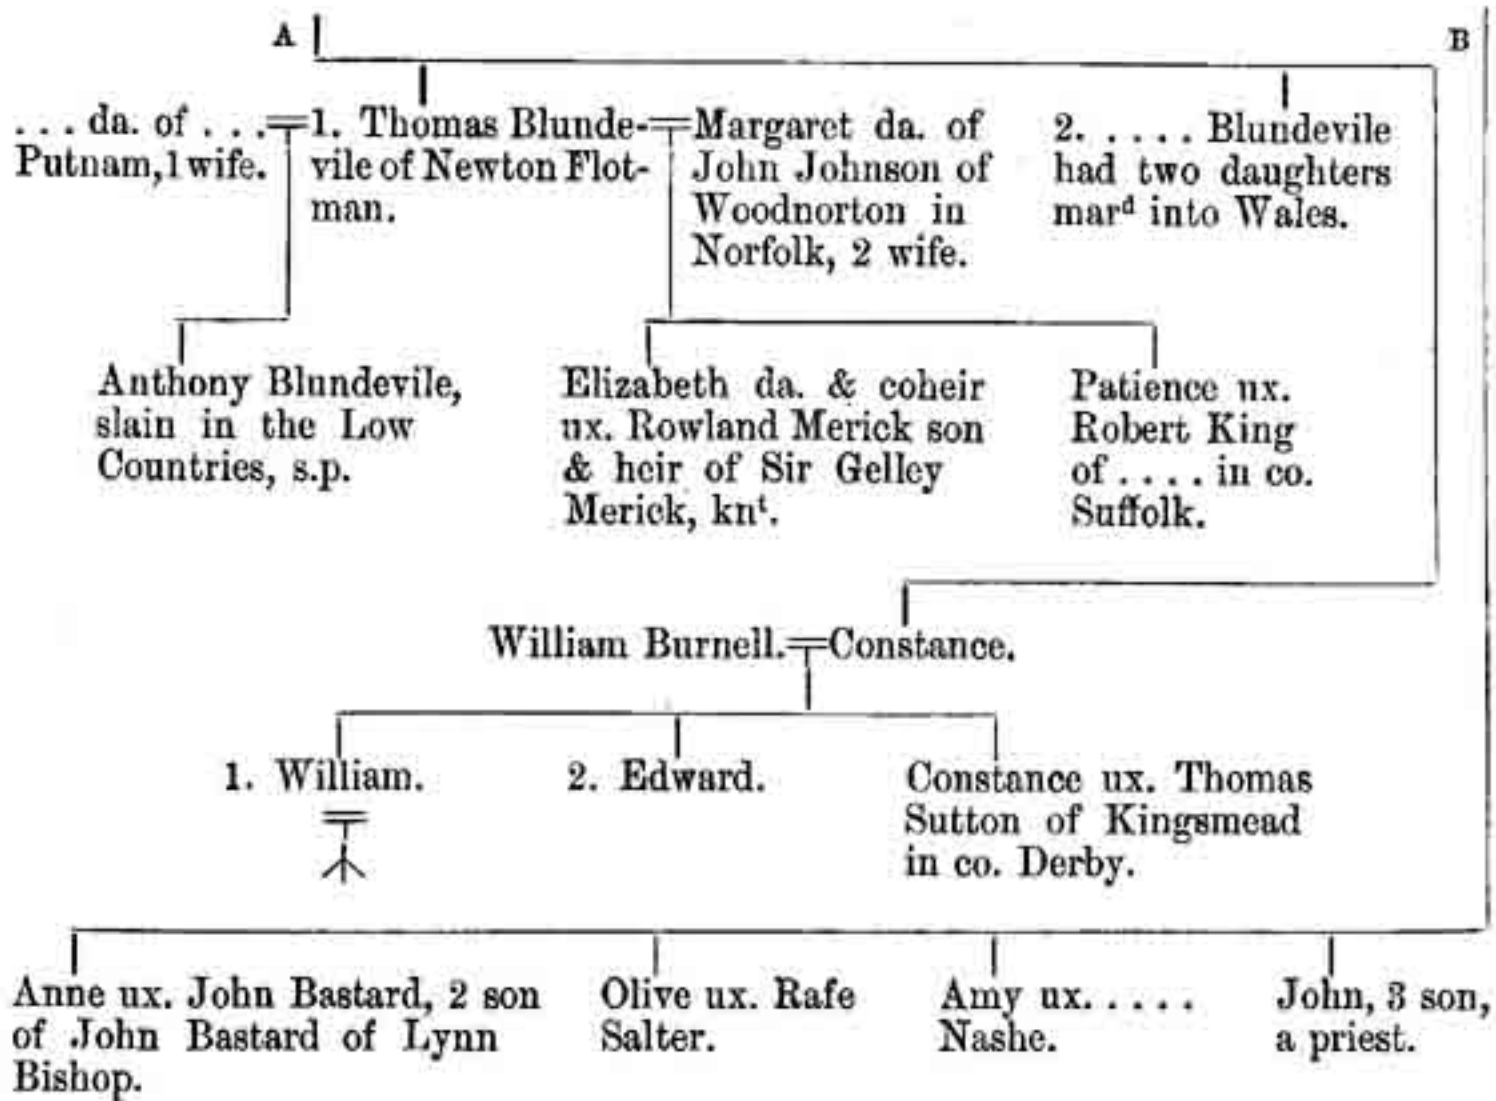 A
B
. . . da. of . . .
Putnam, 1 wife.
1. Thomas Blunde-
vile of Newton Flot-
man.
Margaret da. of
John Johnson of
Woodnorton in
Norfolk, 2 wife.
2. . . . . . Blundevile
had two daughters
marᵈ into Wales.
Anthony Blundevile,
slain in the Low
Countries, s.p.
Elizabeth da. & coheir
ux. Rowland Merick son
& heir of Sir Gelley
Merick, knᵗ.
Patience ux.
Robert King
of . . . . in co.
Suffolk.
William Burnell.
Constance.
1. William.
2. Edward.
Constance ux. Thomas
Sutton of Kingsmead
in co. Derby.
Anne ux. John Bastard, 2 son
of John Bastard of Lynn
Bishop.
Olive ux. Rafe
Salter.
Amy ux. . . . . .
Nashe.
John, 3 son,
a priest.